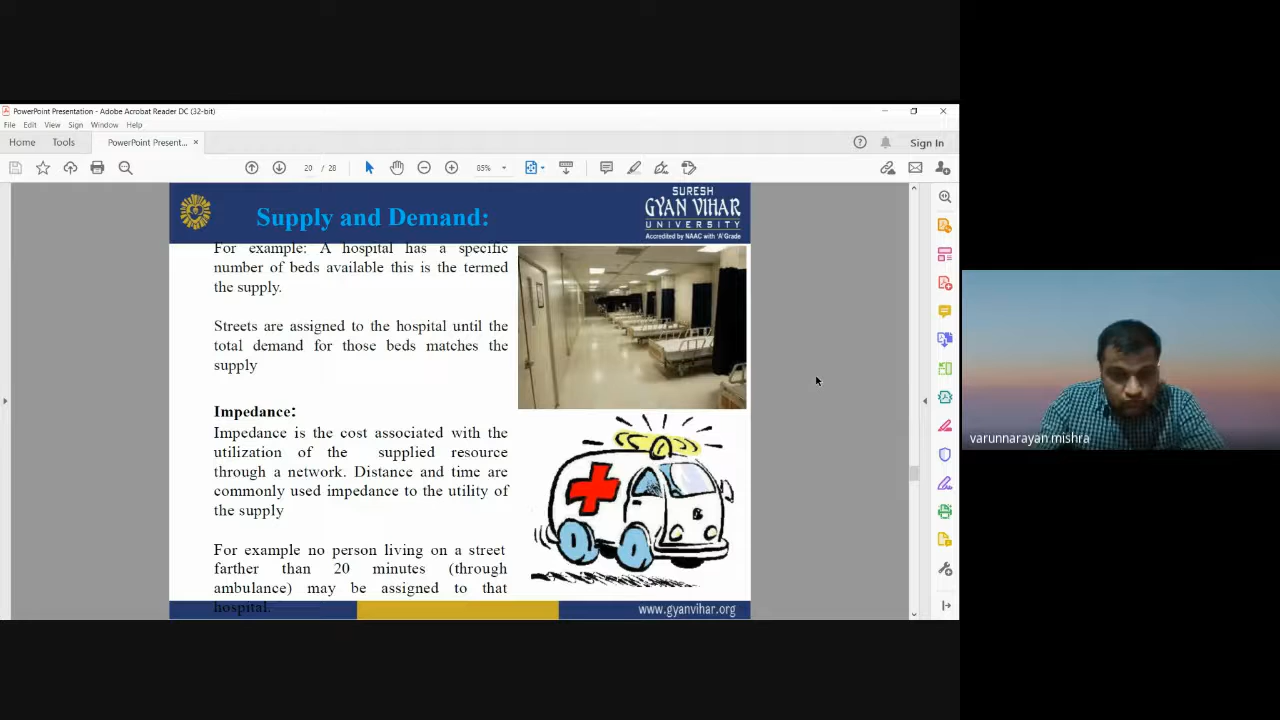 PowerPoint Presentation - Adobe Acrobat Reader DC (32-bit)
File Edit View Sign Window Help
Home Tools PowerPoint Present... × Sign In
20 / 28 85%
Supply and Demand:
SURESH
GYAN VIHAR
UNIVERSITY
Accredited by NAAC with 'A' Grade
For example: A hospital has a specific
number of beds available this is the termed
the supply.
Streets are assigned to the hospital until the
total demand for those beds matches the
supply
Impedance:
Impedance is the cost associated with the
utilization of the supplied resource
through a network. Distance and time are
commonly used impedance to the utility of
the supply
For example no person living on a street
farther than 20 minutes (through
ambulance) may be assigned to that
hospital.
www.gyanvihar.org
varunnarayan mishra